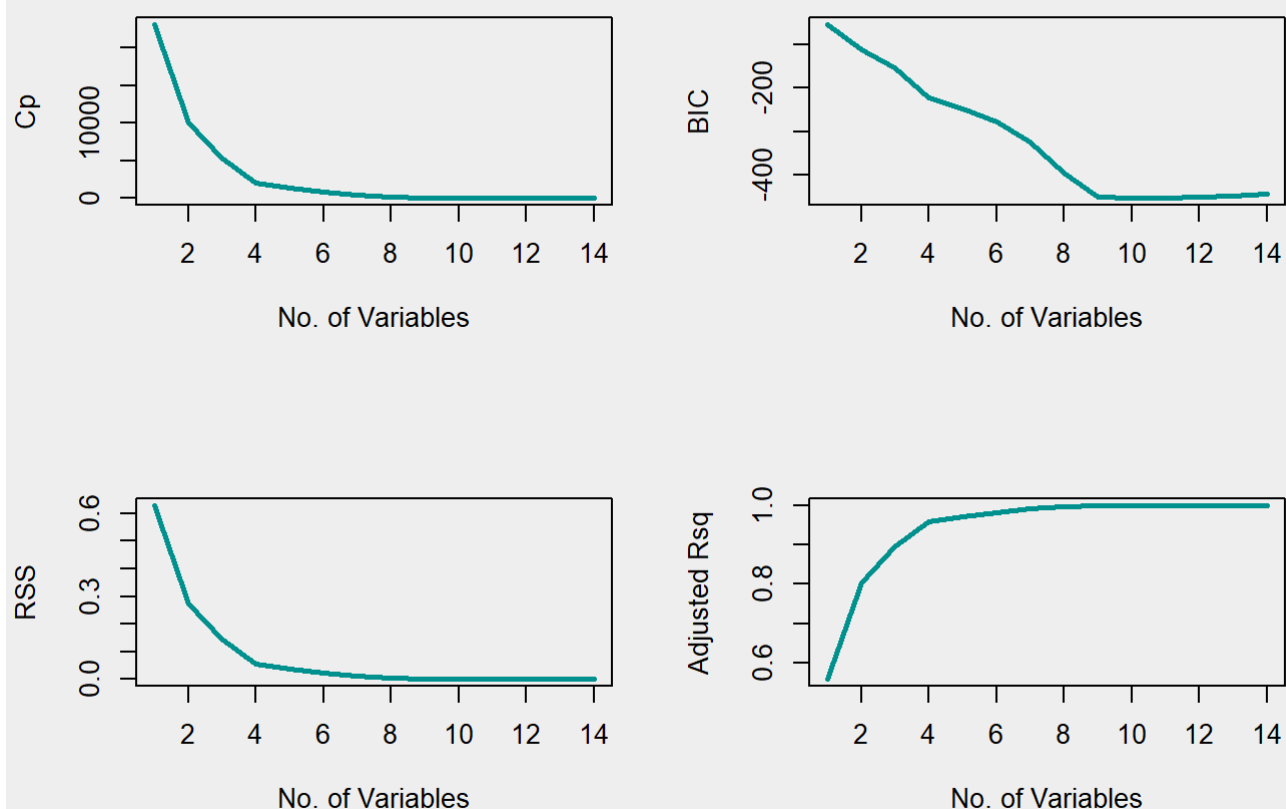 Cp
10000
0
2 4 6 8 10 12 14
No. of Variables
BIC
-200
-400
2 4 6 8 10 12 14
No. of Variables
RSS
0.6
0.3
0.0
2 4 6 8 10 12 14
No. of Variables
Adjusted Rsq
1.0
0.8
0.6
2 4 6 8 10 12 14
No. of Variables